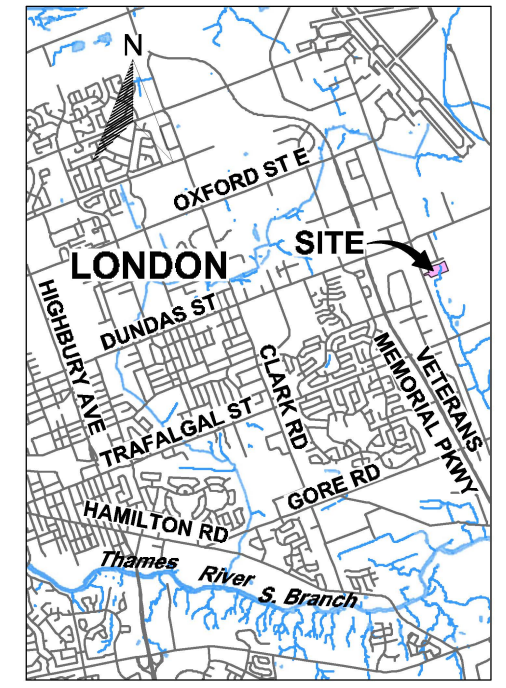 N
OXFORD ST E
SITE
LONDON
HIGHBURY AVE
DUNDAS ST
CLARK RD
VETERANS
MEMORIAL PKWY
TRAFALGAL ST
GORE RD
HAMILTON RD
Thames River S. Branch